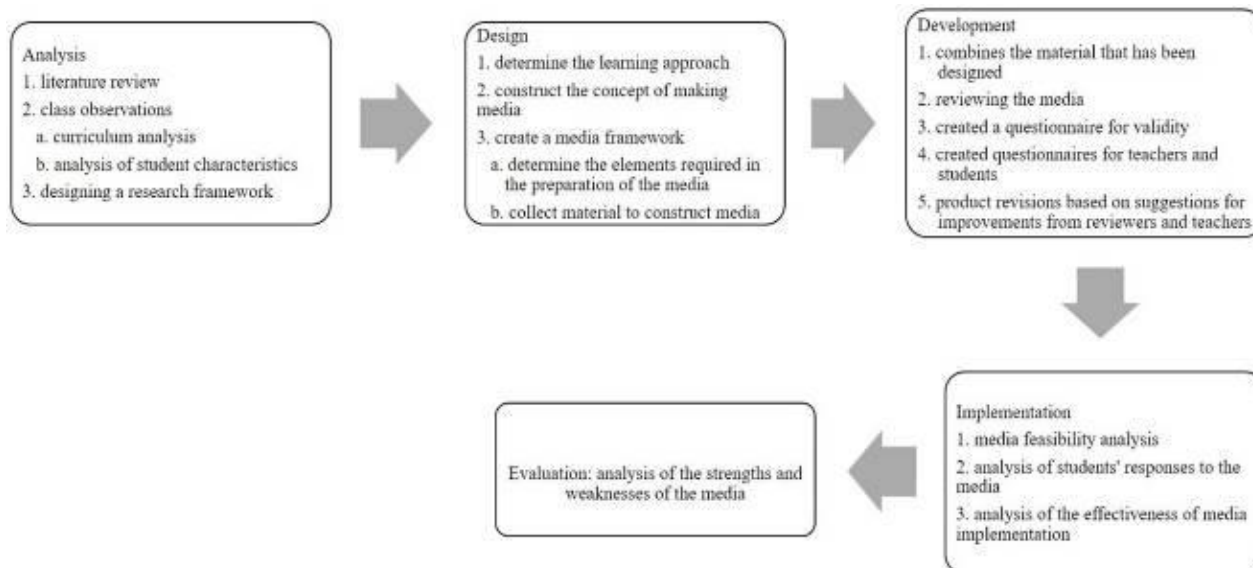 Analysis
1. literature review
2. class observations
a. curriculum analysis
b. analysis of student characteristics
3. designing a research framework
Design
1. determine the learning approach
2. construct the concept of making
media
3. create a media framework
a. determine the elements required in
the preparation of the media
b. collect material to construct media
Development
1. combines the material that has been
designed
2. reviewing the media
3. created a questionnaire for validity
4. created questionnaires for teachers and
students
5. product revisions based on suggestions for
improvements from reviewers and teachers
Implementation
1. media feasibility analysis
2. analysis of students' responses to the
media
3. analysis of the effectiveness of media
implementation
Evaluation: analysis of the strengths and
weaknesses of the media